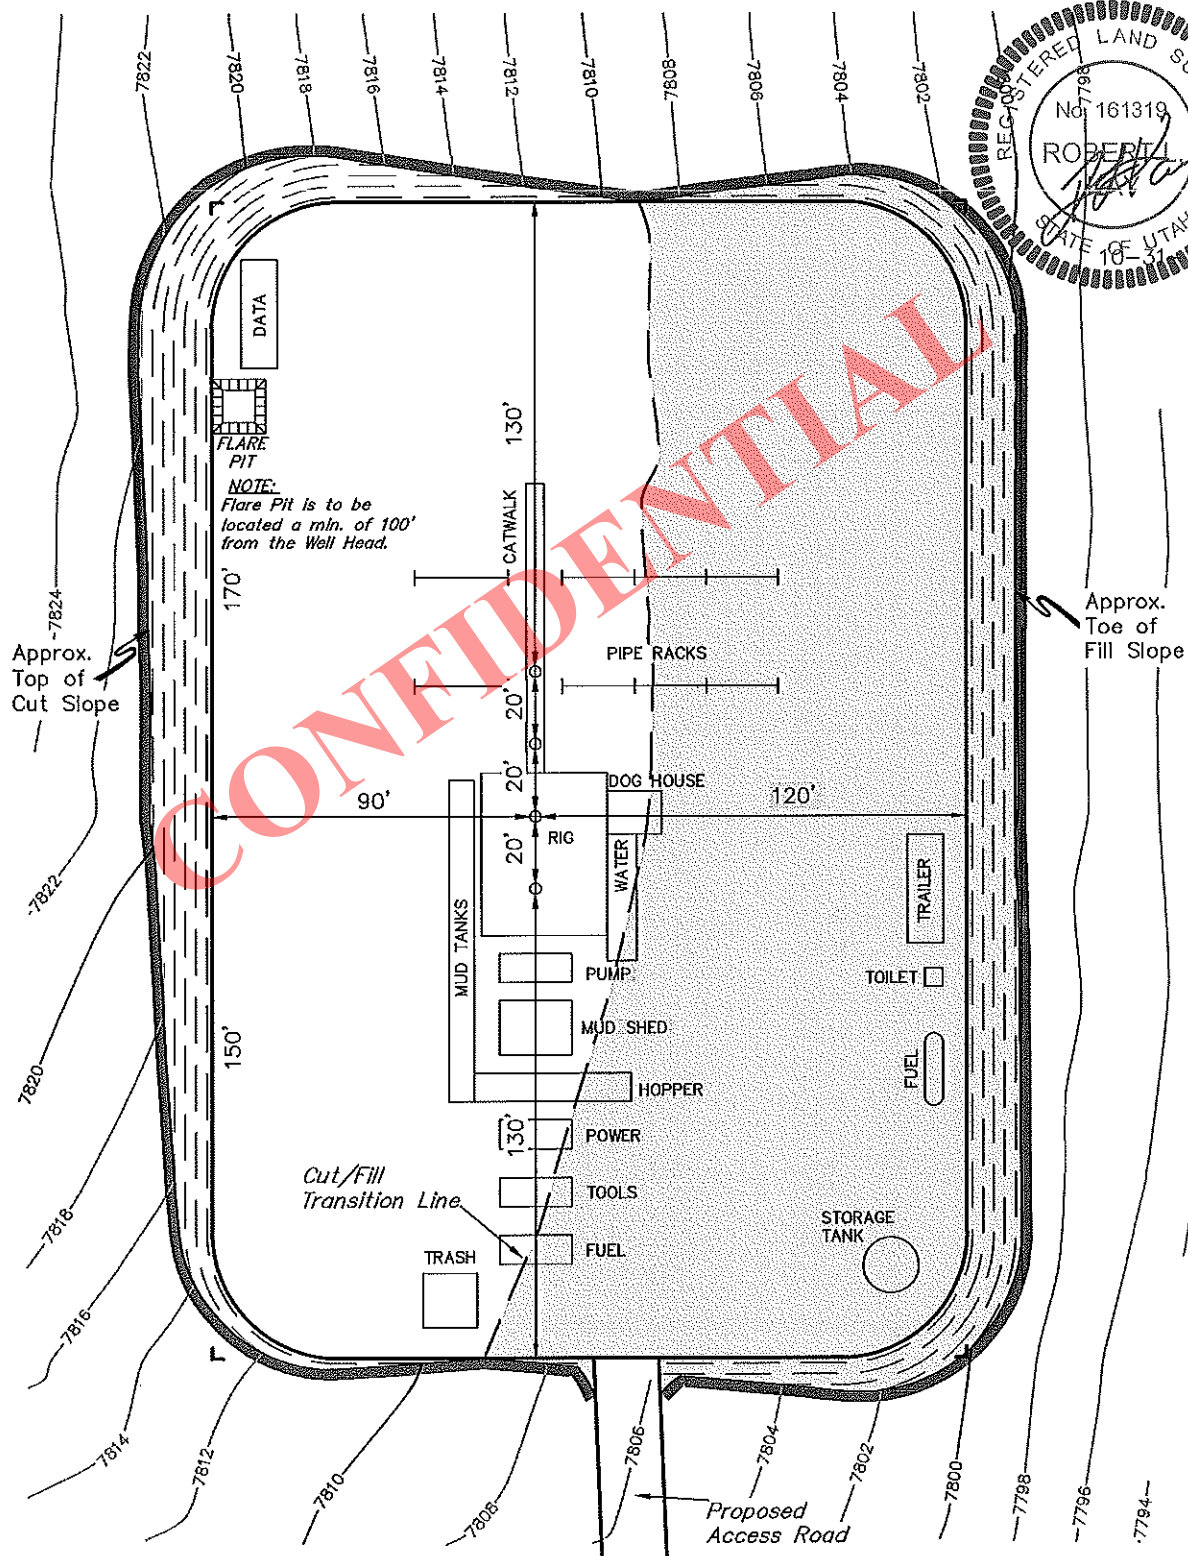 7822
7820
7818
7816
7814
7812
7810
7808
7806
7804
7802
7798
REGISTERED LAND
No. 161319
ROBERT L.
STATE OF UTAH
10-31
DATA
FLARE
PIT
NOTE:
Flare Pit is to be
located a min. of 100'
from the Well Head.
130'
CATWALK
170'
7824
Approx.
Top of
Cut Slope
Approx.
Toe of
Fill Slope
PIPE RACKS
20'
20'
20'
DOG HOUSE
90'
120'
RIG
WATER
TRAILER
MUD TANKS
7822
PUMP
TOILET
MUD SHED
FUEL
150'
HOPPER
7820
130'
POWER
Cut/Fill
Transition Line
TOOLS
STORAGE
TANK
FUEL
TRASH
7818
7816
7814
7812
7810
7808
7806
7804
7802
7800
7798
7796
7794
Proposed
Access Road
CONFIDENTIAL